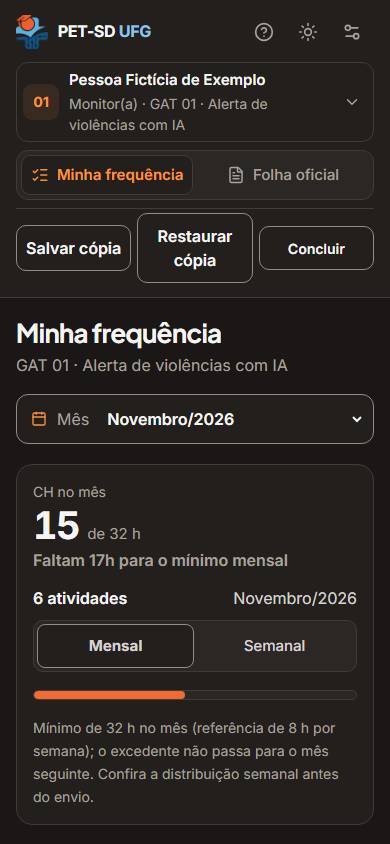 PET-SD UFG
01
Pessoa Fictícia de Exemplo
Monitor(a) · GAT 01 · Alerta de
violências com IA
Minha frequência
Folha oficial
Salvar cópia
Restaurar
cópia
Concluir
Minha frequência
GAT 01 · Alerta de violências com IA
Mês Novembro/2026
CH no mês
15 de 32 h
Faltam 17h para o mínimo mensal
6 atividades Novembro/2026
Mensal Semanal
Mínimo de 32 h no mês (referência de 8 h por
semana); o excedente não passa para o mês
seguinte. Confira a distribuição semanal antes
do envio.